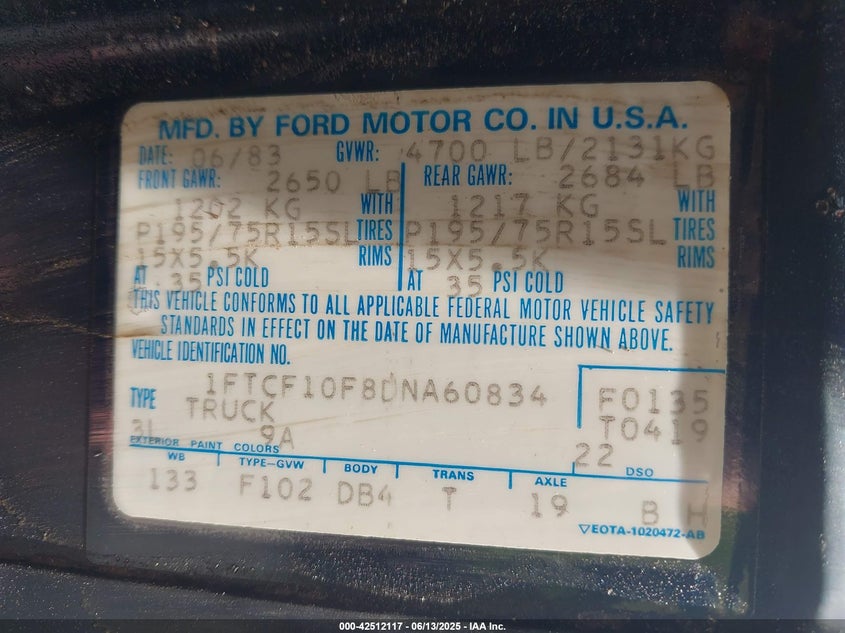 MFD. BY FORD MOTOR CO. IN U.S.A.
DATE: 06/83 GVWR: 4700 LB/2131KG
FRONT GAWR: 2650 LB REAR GAWR: 2684 LB
1202 KG WITH 1217 KG WITH
P195/75R15SL TIRES P195/75R15SL TIRES
15X5.5K RIMS 15X5.5K RIMS
AT 35 PSI COLD AT 35 PSI COLD
THIS VEHICLE CONFORMS TO ALL APPLICABLE FEDERAL MOTOR VEHICLE SAFETY
STANDARDS IN EFFECT ON THE DATE OF MANUFACTURE SHOWN ABOVE.
VEHICLE IDENTIFICATION NO.
1FTCF10F8DNA60834
TYPE TRUCK F0135
T0419
3L 9A
EXTERIOR PAINT COLORS 22 DSO
WB TYPE-GVW BODY TRANS AXLE
133 F102 DB4 T 19 B H
▽EOTA-1020472-AB
000-42512117 - 06/13/2025 - IAA Inc.